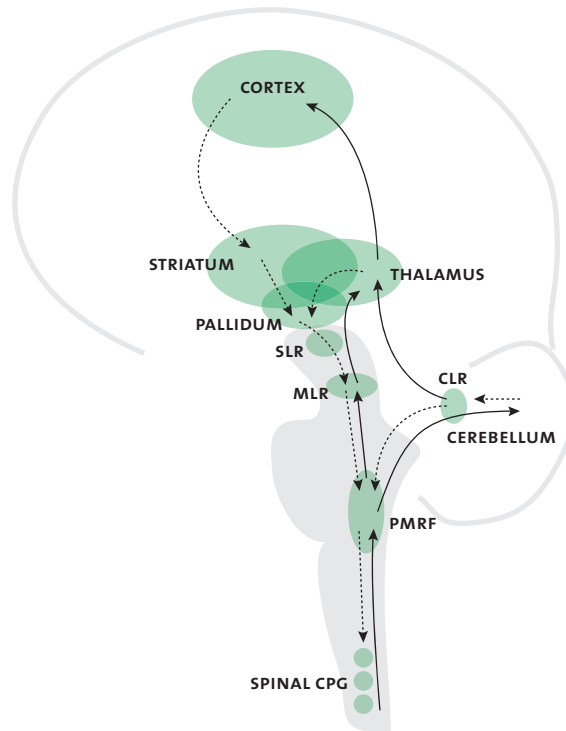 CORTEX
STRIATUM
THALAMUS
PALLIDUM
SLR
MLR
CLR
CEREBELLUM
PMRF
SPINAL CPG